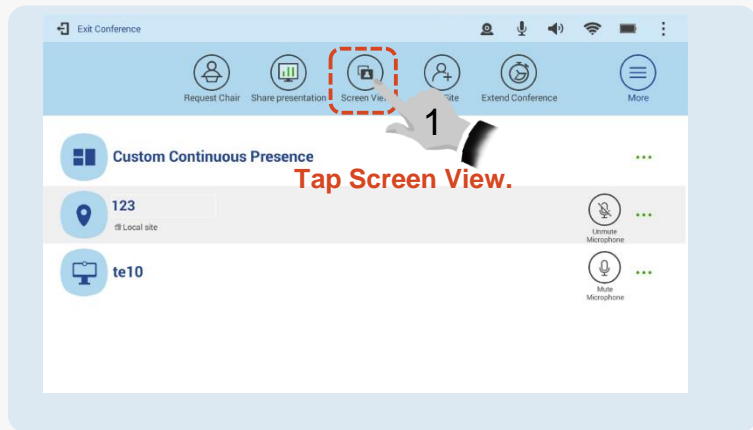 Exit Conference
Request Chair
Share presentation
Screen View
Site
Extend Conference
More
1
Custom Continuous Presence
Tap Screen View.
123
Local site
Unmute
Microphone
te10
Mute
Microphone